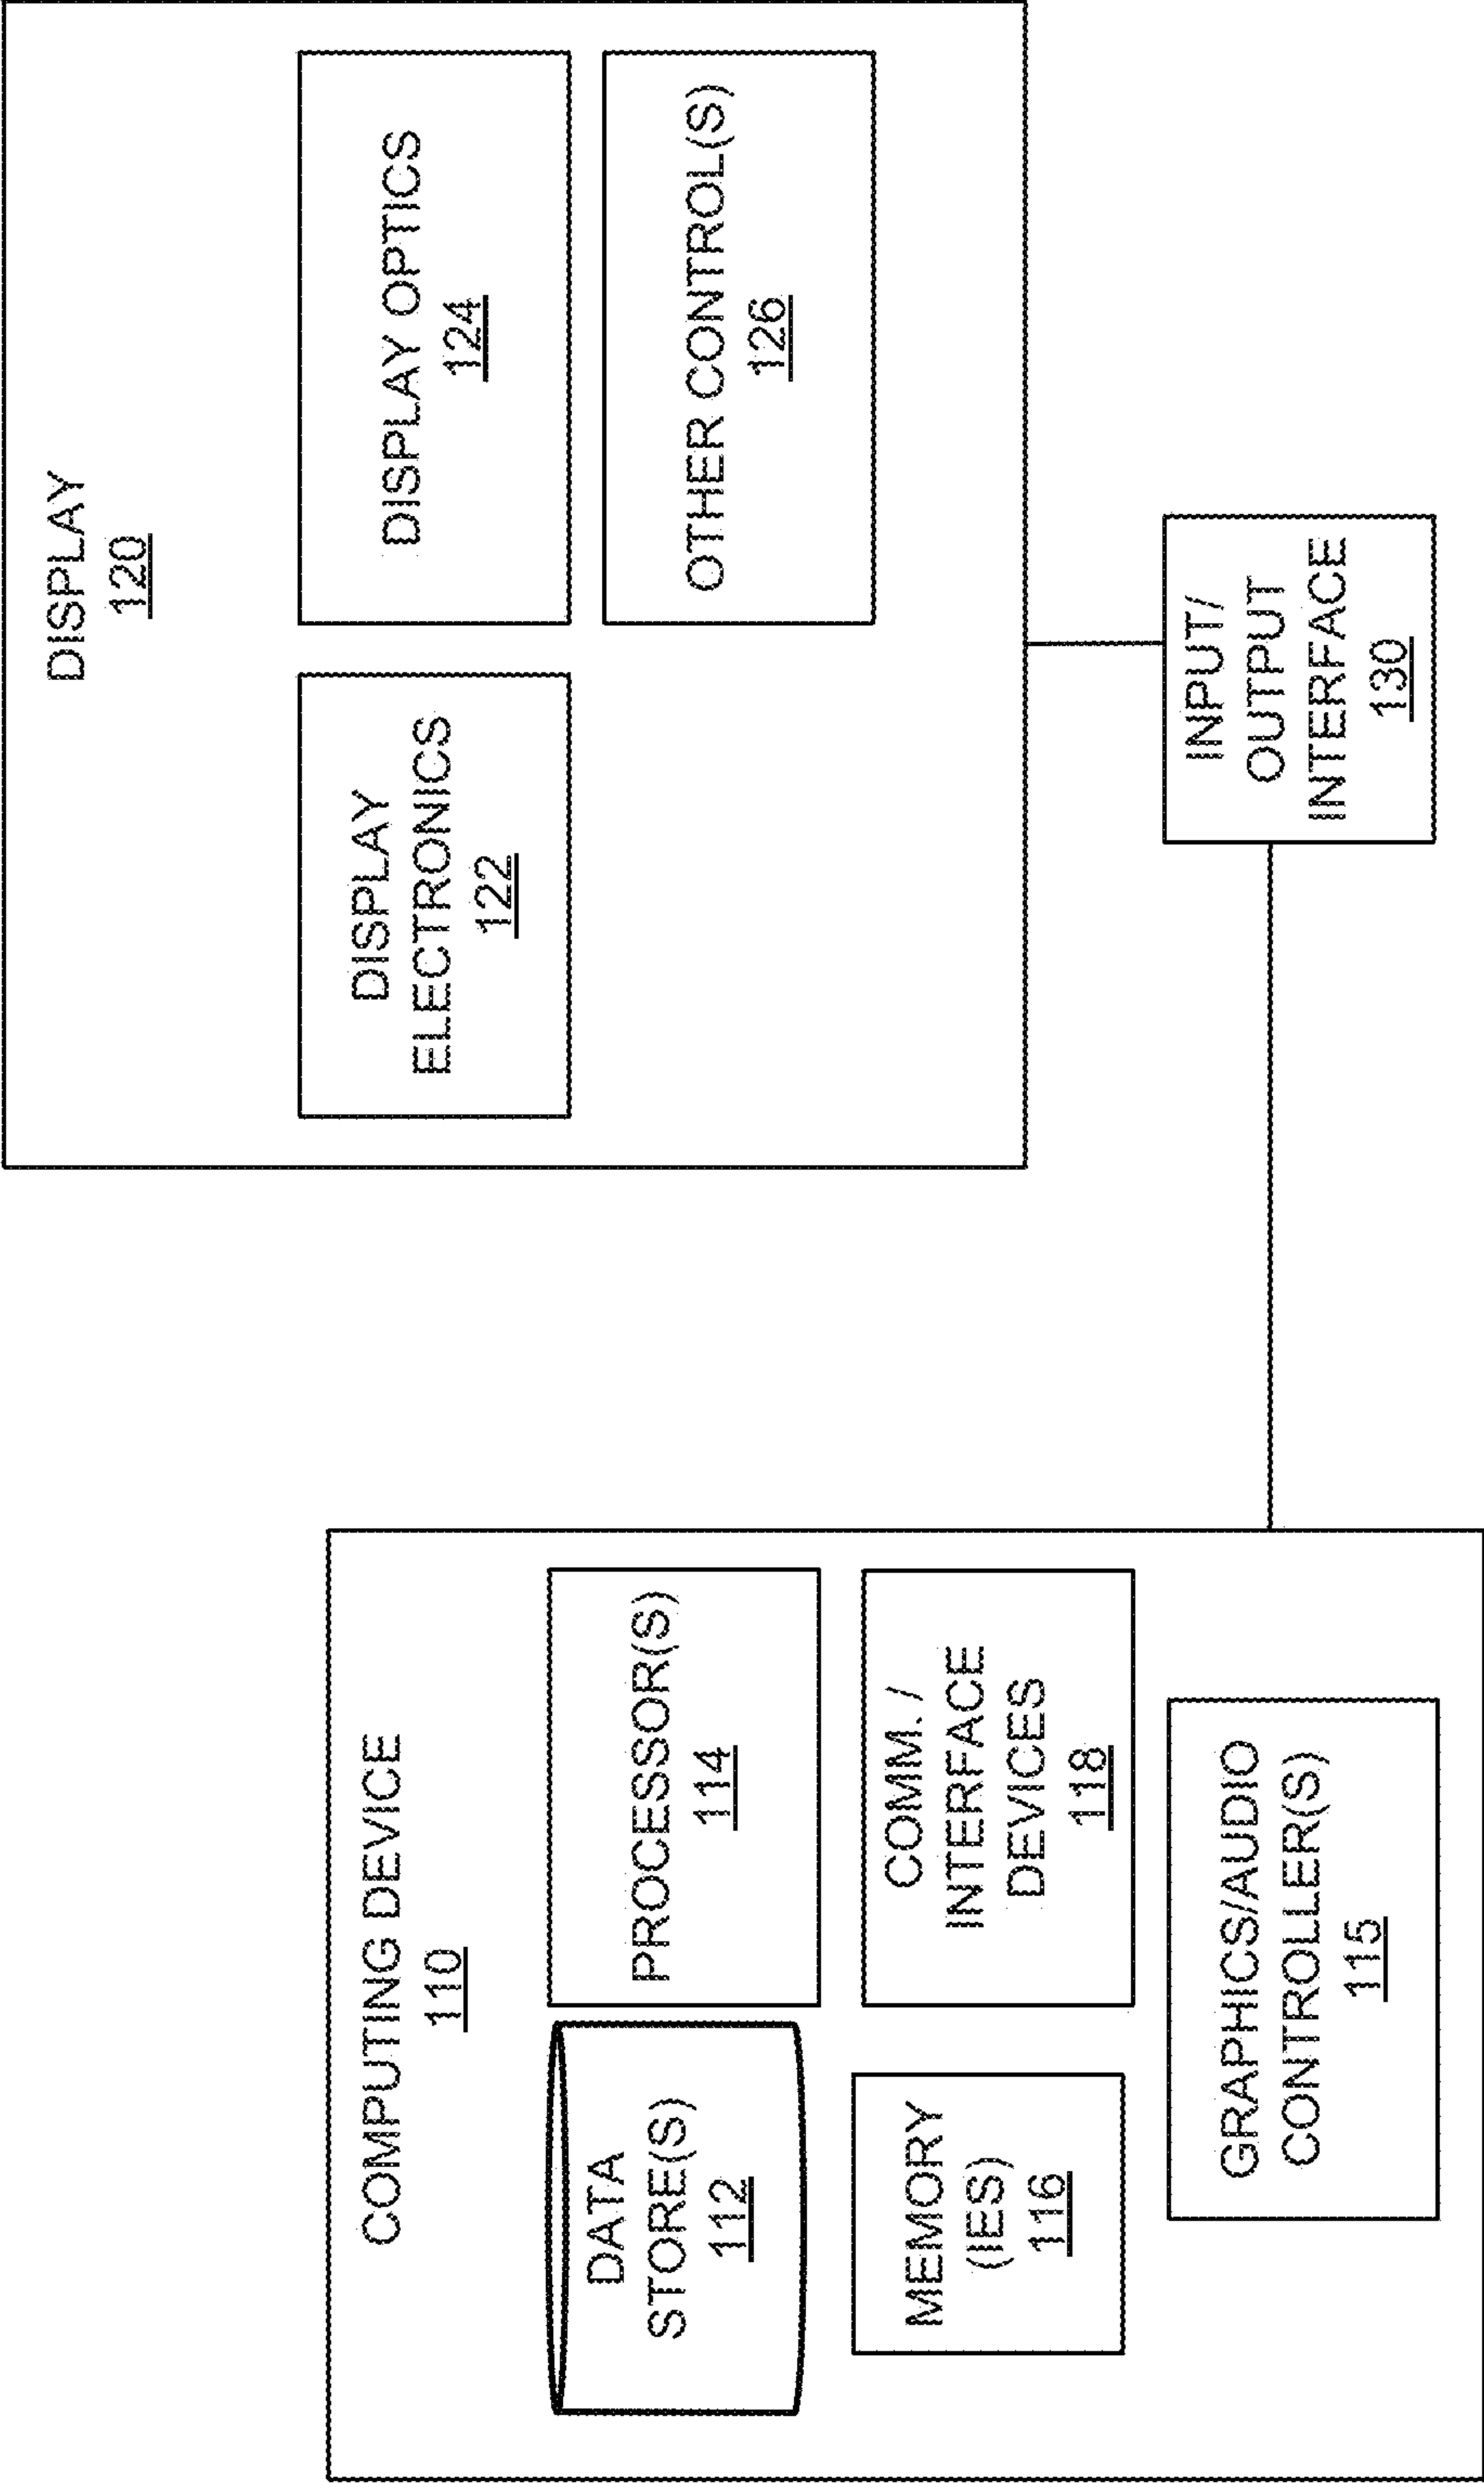 COMPUTING DEVICE
110
DATA
STORE(S)
112
PROCESSOR(S)
114
MEMORY
(IES)
116
COMM. /
INTERFACE
DEVICES
118
GRAPHICS/AUDIO
CONTROLLER(S)
115
DISPLAY
120
DISPLAY
ELECTRONICS
122
DISPLAY OPTICS
124
OTHER CONTROL(S)
126
INPUT/
OUTPUT
INTERFACE
130